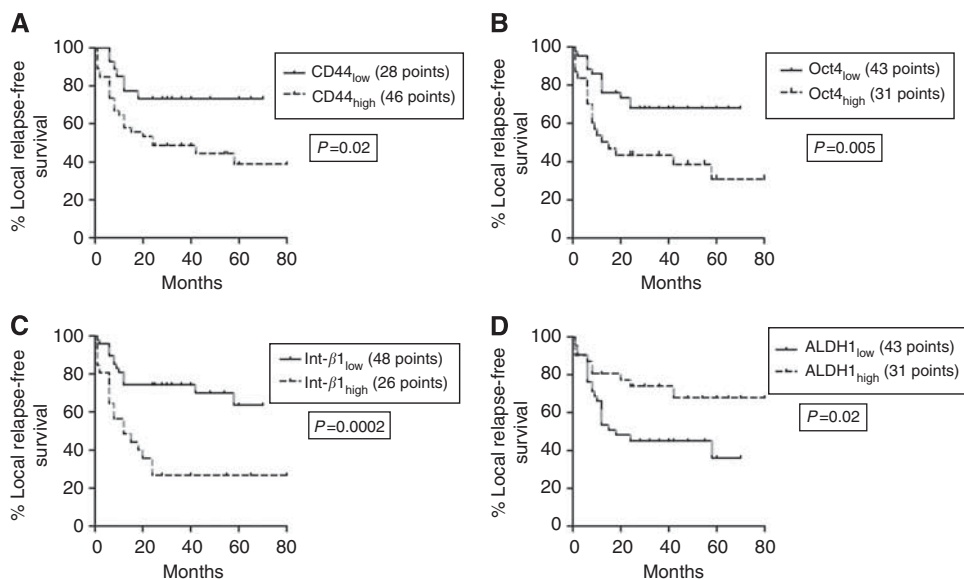 A
% Local relapse-free
survival
100
80
60
40
20
0
0 20 40 60 80
Months
CD44low (28 points)
CD44high (46 points)
P=0.02
B
% Local relapse-free
survival
100
80
60
40
20
0
0 20 40 60 80
Months
Oct4low (43 points)
Oct4high (31 points)
P=0.005
C
% Local relapse-free
survival
100
80
60
40
20
0
0 20 40 60 80
Months
Int-β1low (48 points)
Int-β1high (26 points)
P=0.0002
D
% Local relapse-free
survival
100
80
60
40
20
0
0 20 40 60 80
Months
ALDH1low (43 points)
ALDH1high (31 points)
P=0.02